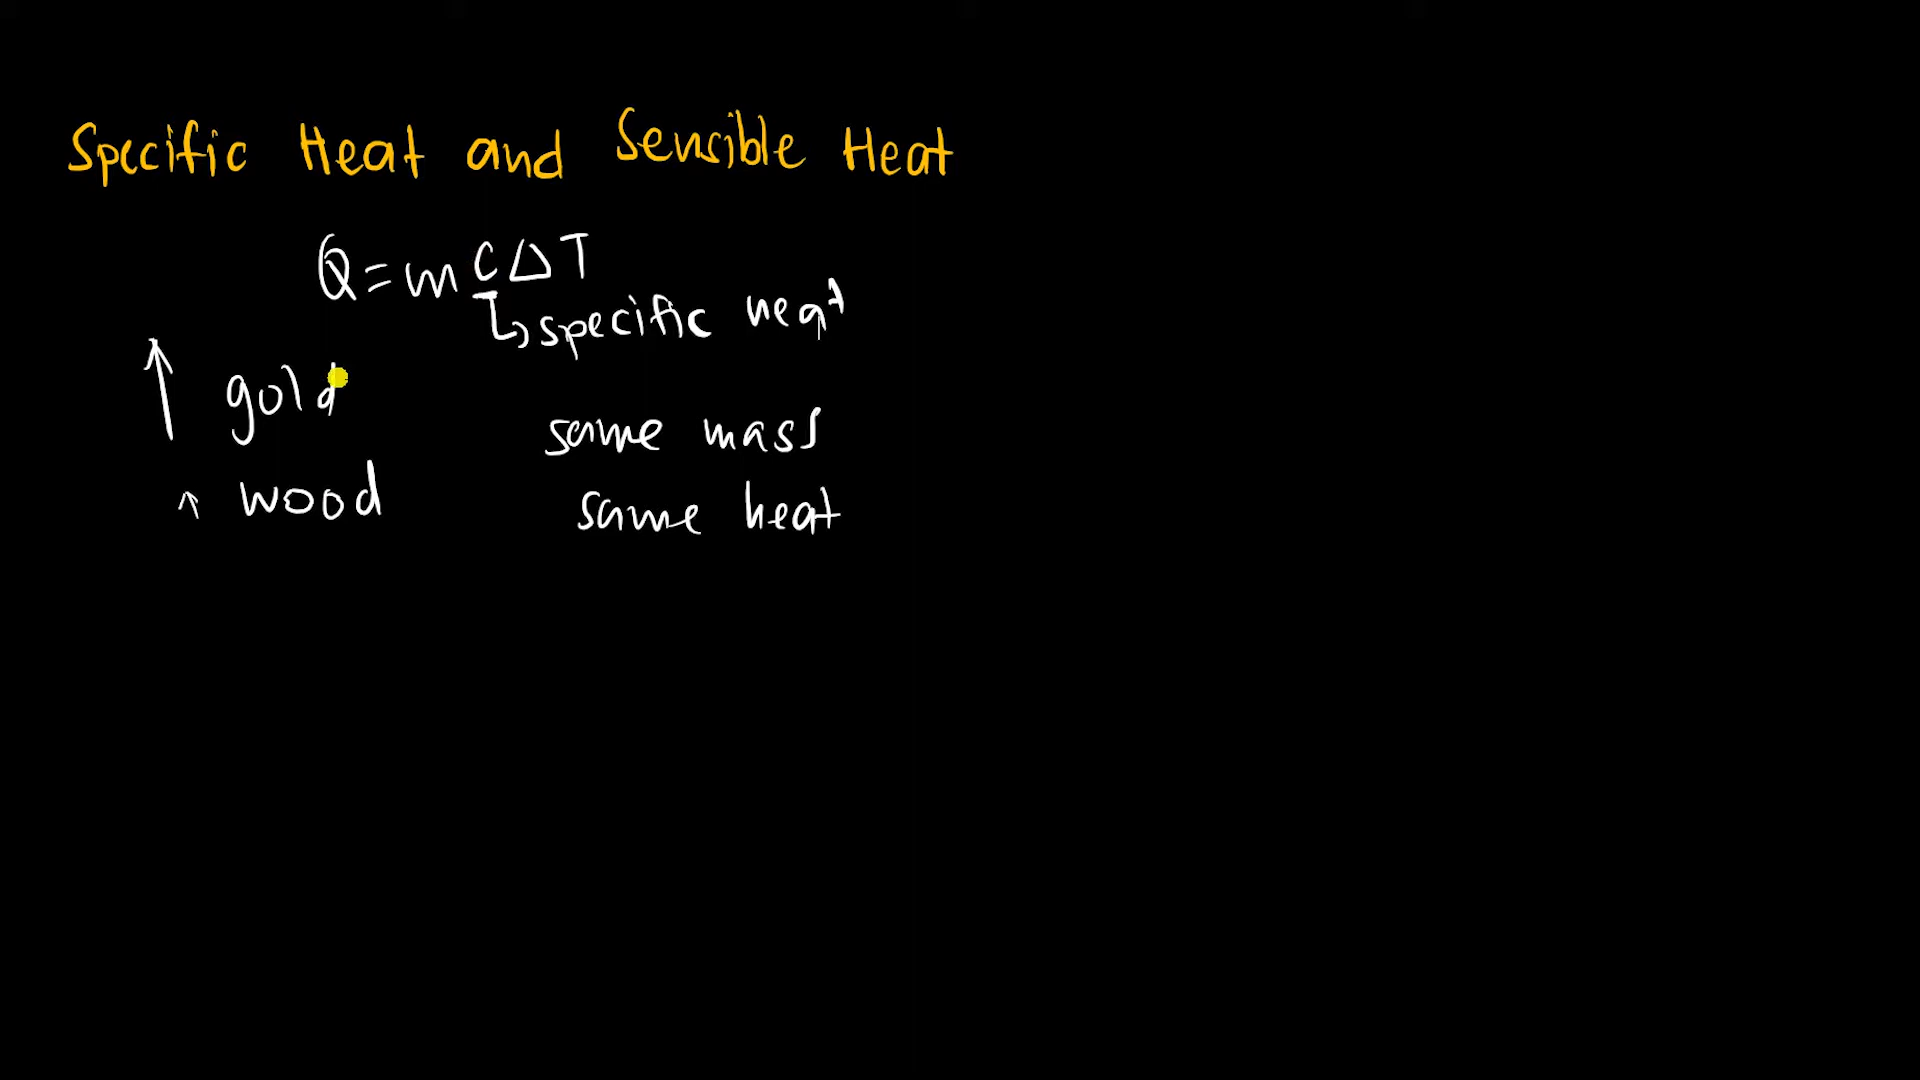 Specific Heat and Sensible Heat
Q = mcΔT
↳ specific heat
↑ gold
same mass
↑ wood
same heat